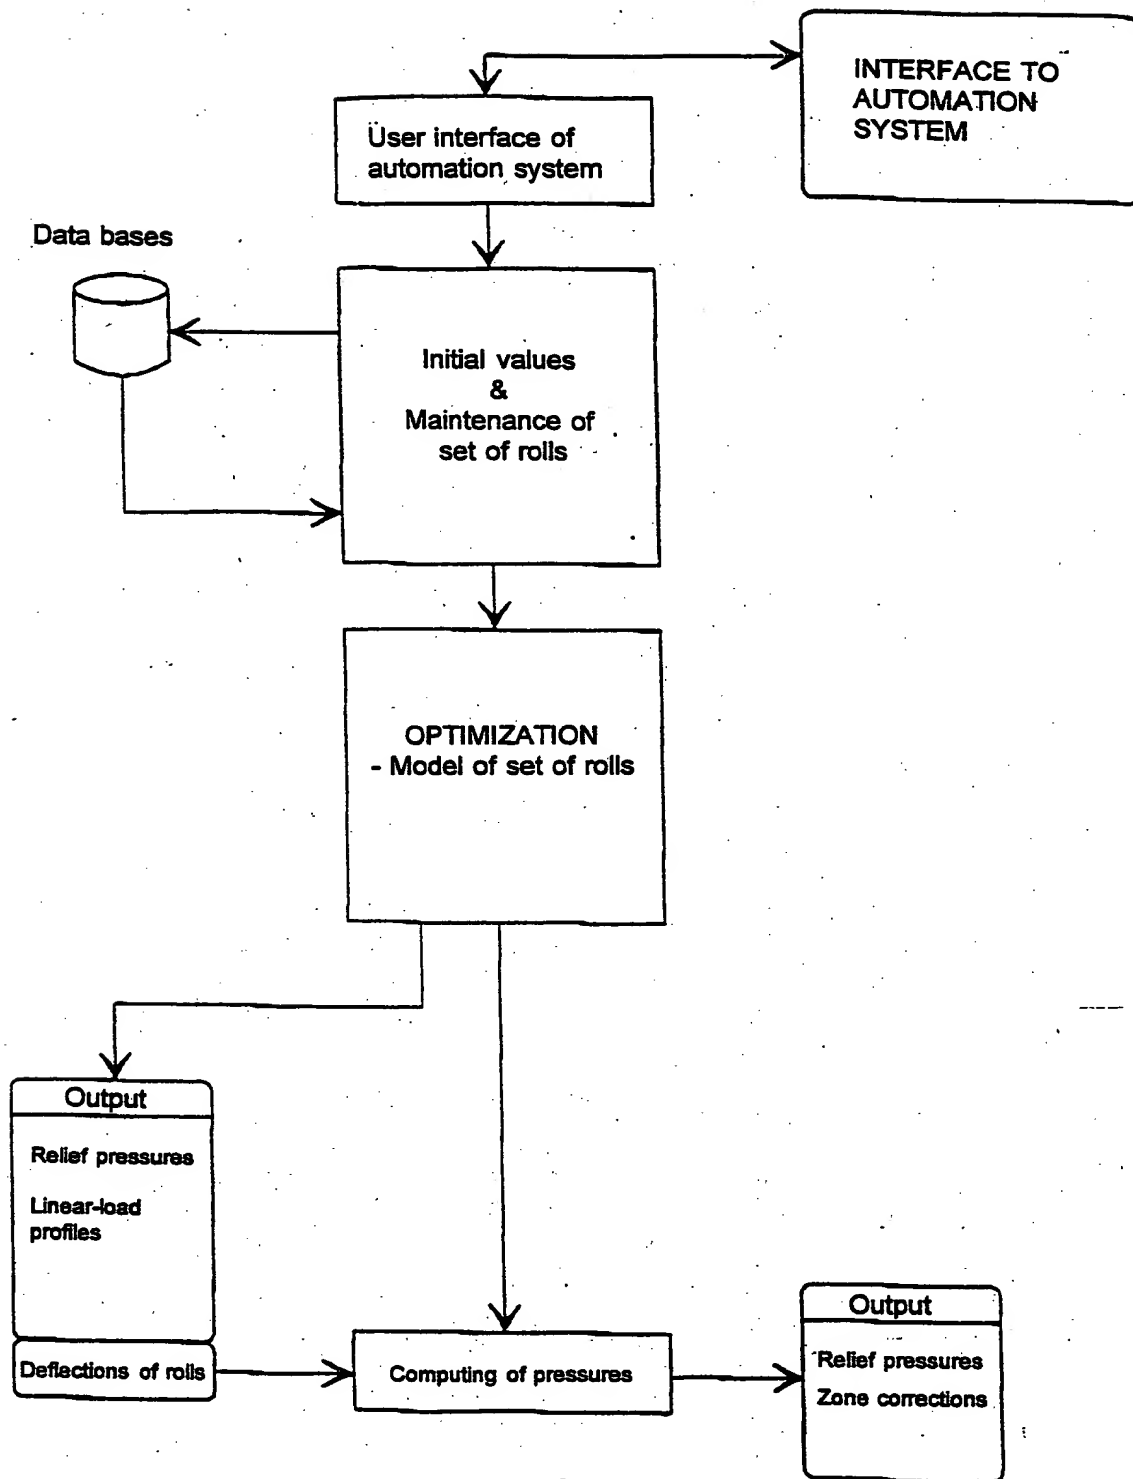 INTERFACE TO
AUTOMATION
SYSTEM
User interface of
automation system
Data bases
Initial values
&
Maintenance of
set of rolls
OPTIMIZATION
- Model of set of rolls
Output
Relief pressures
Linear-load
profiles
Deflections of rolls
Computing of pressures
Output
Relief pressures
Zone corrections